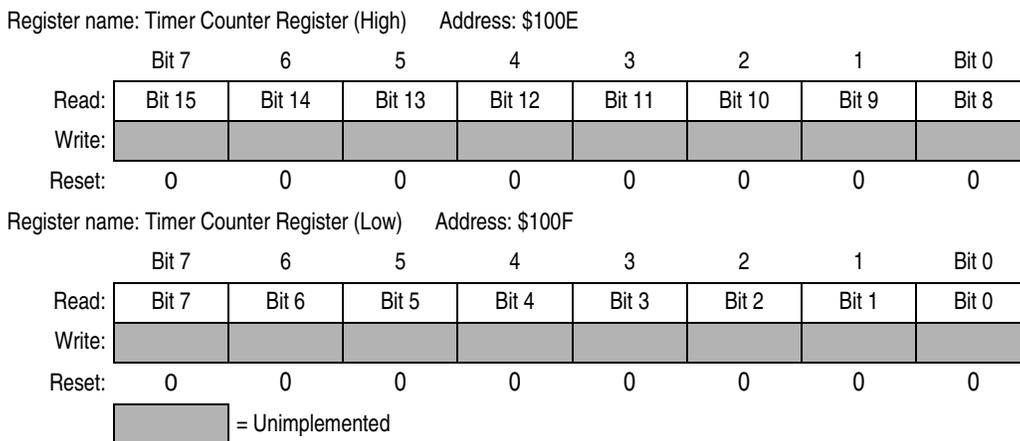 Register name: Timer Counter Register (High) Address: $100E
Bit 7 6 5 4 3 2 1 Bit 0
Read: Bit 15 Bit 14 Bit 13 Bit 12 Bit 11 Bit 10 Bit 9 Bit 8
Write:
Reset: 0 0 0 0 0 0 0 0
Register name: Timer Counter Register (Low) Address: $100F
Bit 7 6 5 4 3 2 1 Bit 0
Read: Bit 7 Bit 6 Bit 5 Bit 4 Bit 3 Bit 2 Bit 1 Bit 0
Write:
Reset: 0 0 0 0 0 0 0 0
= Unimplemented